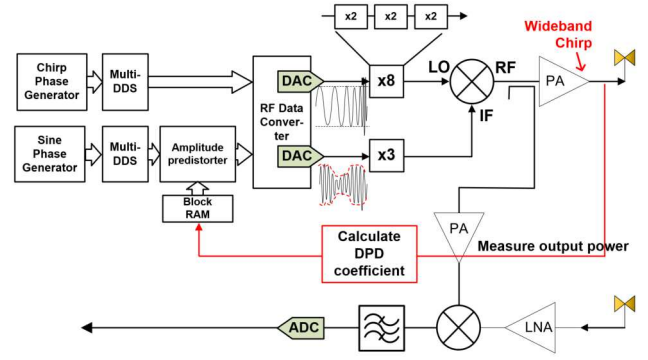 x2
x2
x2
Wideband
Chirp
Chirp
Phase
Generator
Multi-
DDS
DAC
x8
LO
RF
PA
RF Data
Conver-
ter
IF
Sine
Phase
Generator
Multi-
DDS
Amplitude
predistorter
DAC
x3
Block
RAM
PA
Calculate
DPD
coefficient
Measure output power
ADC
LNA